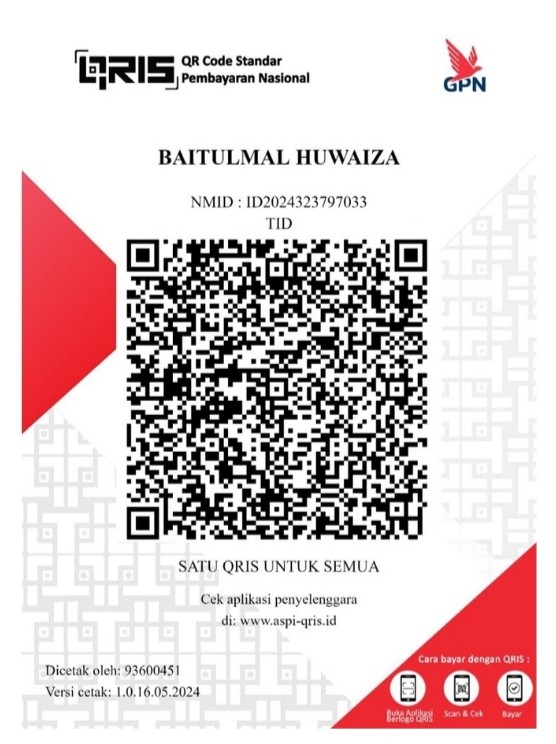 QRIS
QR Code Standar
Pembayaran Nasional
GPN
BAITULMAL HUWAIZA
NMID : ID2024323797033
TID
SATU QRIS UNTUK SEMUA
Cek aplikasi penyelenggara
di: www.aspi-qris.id
Dicetak oleh: 93600451
Versi cetak: 1.0.16.05.2024
Cara bayar dengan QRIS :
Buka Aplikasi
Berlogo QRIS
Scan & Cek
Bayar